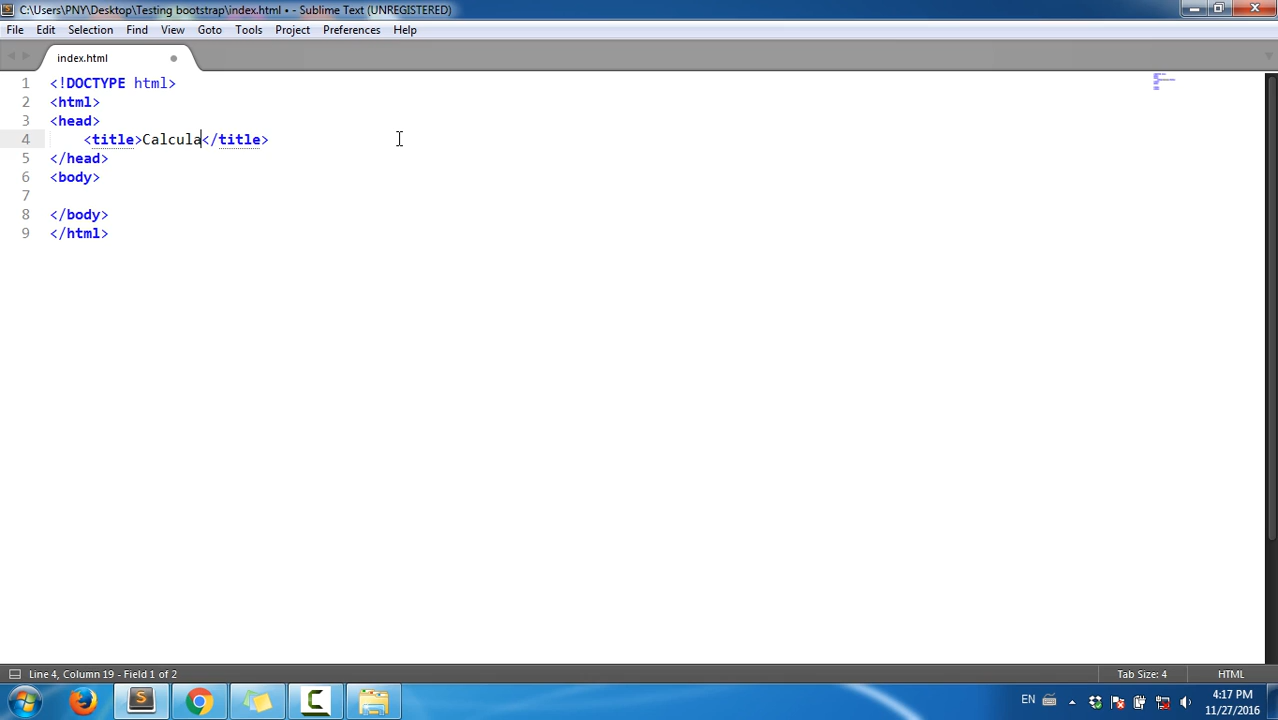 C:\Users\PNY\Desktop\Testing bootstrap\index.html • - Sublime Text (UNREGISTERED)
File Edit Selection Find View Goto Tools Project Preferences Help
index.html
1 <!DOCTYPE html>
2 <html>
3 <head>
4 <title>Calcula</title>
5 </head>
6 <body>
7
8 </body>
9 </html>
Line 4, Column 19 - Field 1 of 2 Tab Size: 4 HTML
EN 4:17 PM
11/27/2016